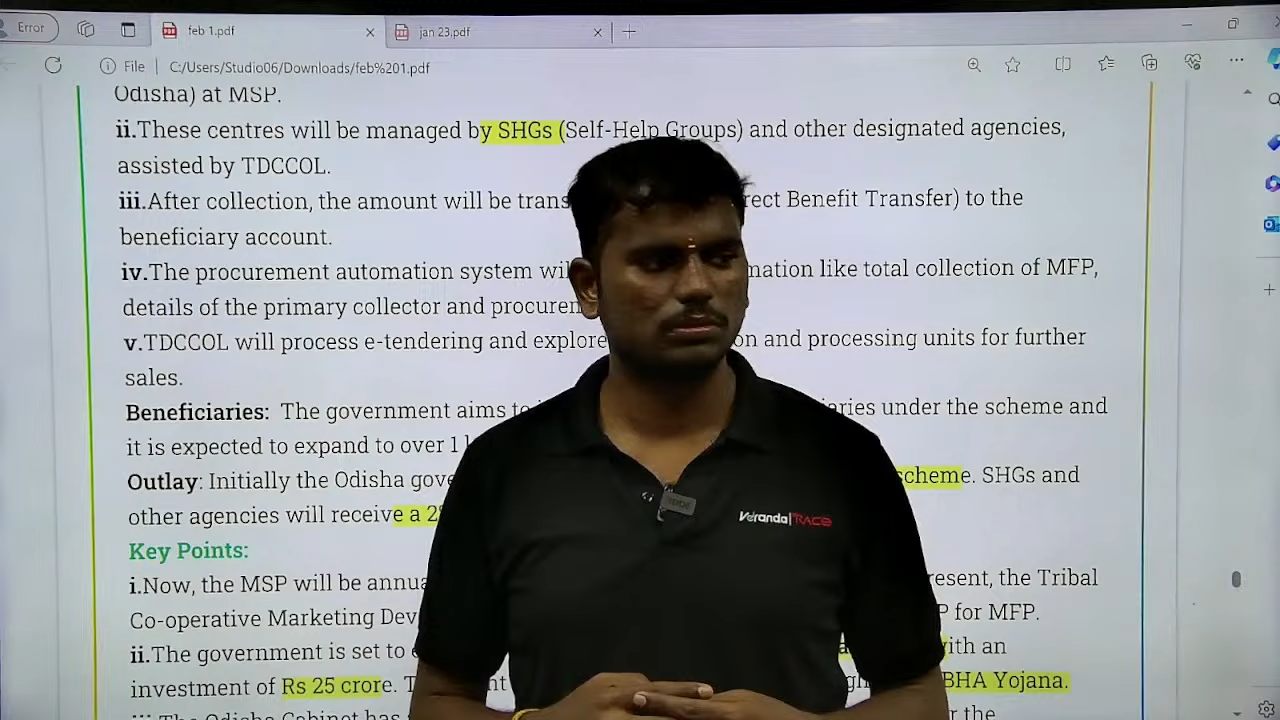 Error
feb 1.pdf
jan 23.pdf
File
C:/Users/Studio06/Downloads/feb%201.pdf
Odisha) at MSP.
ii.These centres will be managed by SHGs (Self-Help Groups) and other designated agencies,
assisted by TDCCOL.
iii.After collection, the amount will be trans rect Benefit Transfer) to the
beneficiary account.
iv.The procurement automation system wil mation like total collection of MFP,
details of the primary collector and procuren
v.TDCCOL will process e-tendering and explore on and processing units for further
sales.
Beneficiaries: The government aims to iaries under the scheme and
it is expected to expand to over 1 l
Outlay: Initially the Odisha gove scheme. SHGs and
other agencies will receive a 2
Key Points:
i.Now, the MSP will be annua resent, the Tribal
Co-operative Marketing Dev P for MFP.
ii.The government is set to with an
investment of Rs 25 crore. T nt BHA Yojana.
The Odisha Cabinet has r the
Veranda|RACE